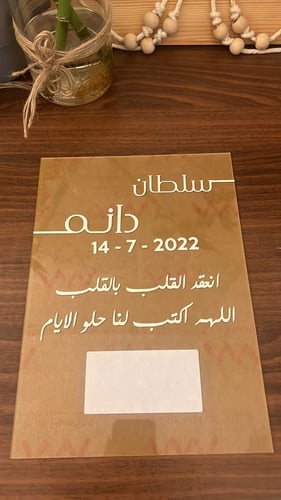 سلطان
دانه
14 - 7 - 2022
انعقد القلب بالقلب
اللهم اكتب لنا حلو الايام